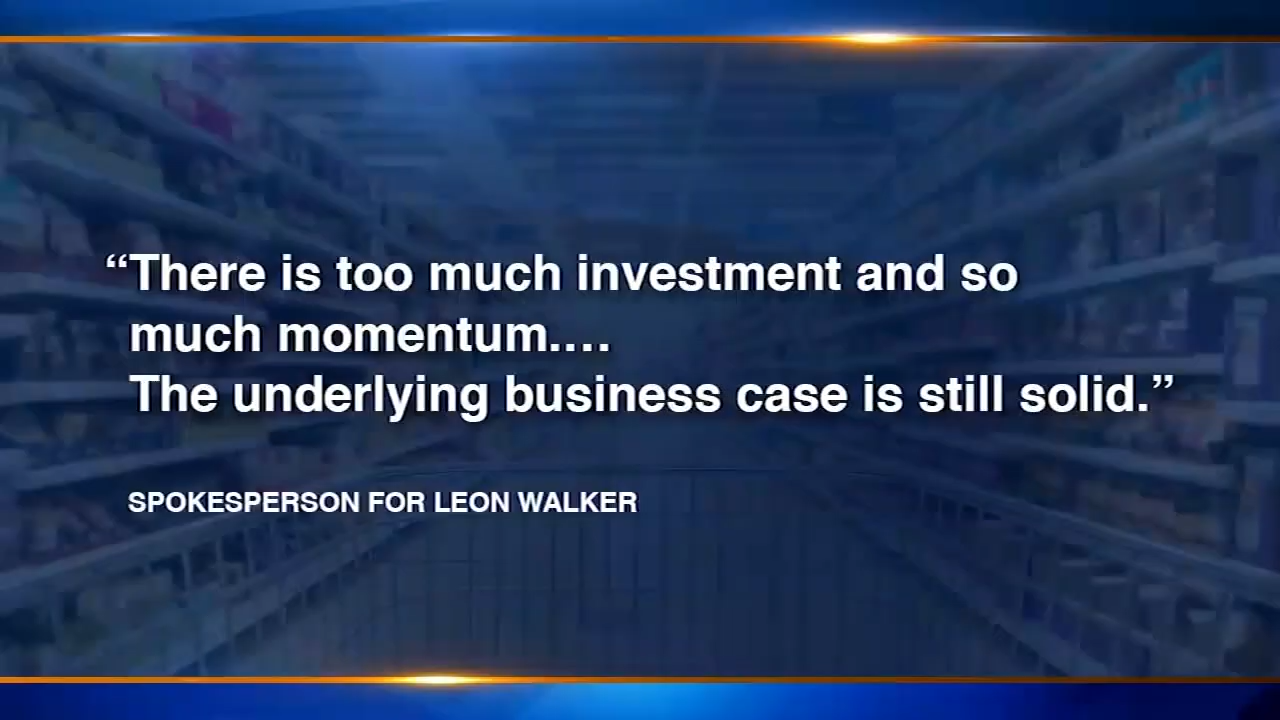 “There is too much investment and so
much momentum....
The underlying business case is still solid.”
SPOKESPERSON FOR LEON WALKER